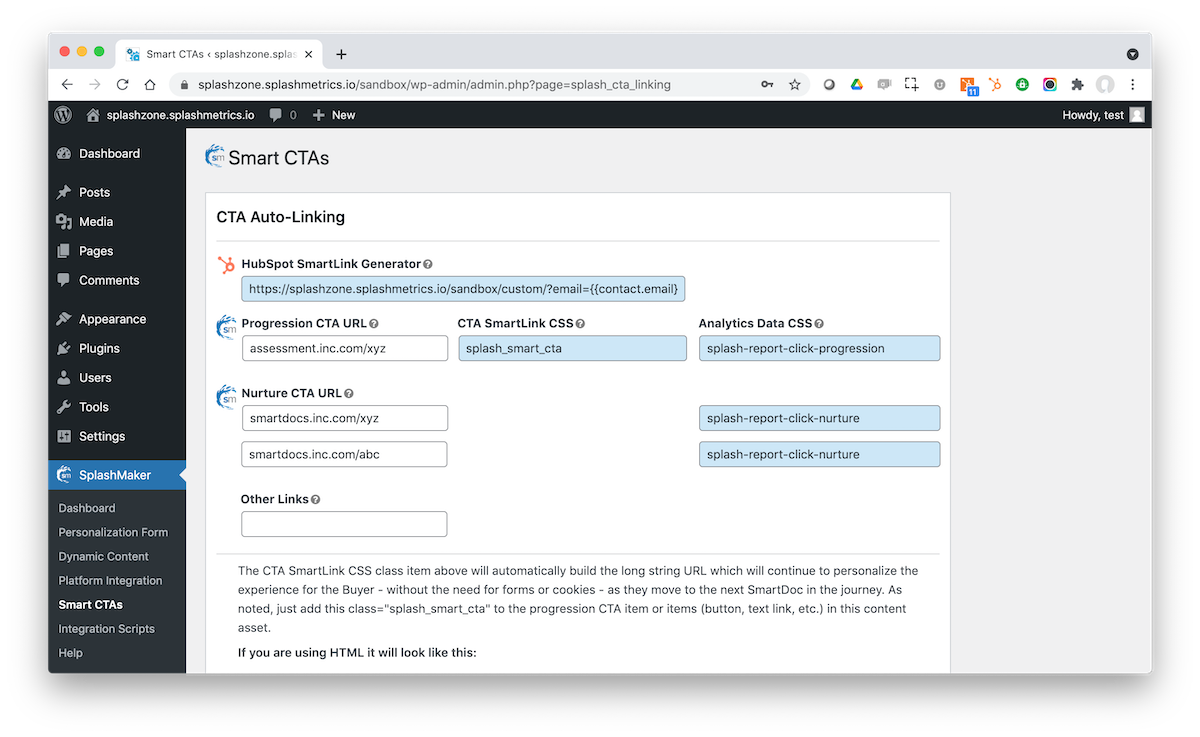 Smart CTAs ‹ splashzone.splas
splashzone.splashmetrics.io/sandbox/wp-admin/admin.php?page=splash_cta_linking
11
splashzone.splashmetrics.io 0 New
Howdy, test
Dashboard
Posts
Media
Pages
Comments
Appearance
Plugins
Users
Tools
Settings
sm SplashMaker
Dashboard
Personalization Form
Dynamic Content
Platform Integration
Smart CTAs
Integration Scripts
Help
sm Smart CTAs
CTA Auto-Linking
HubSpot SmartLink Generator
https://splashzone.splashmetrics.io/sandbox/custom/?email={{contact.email}
sm Progression CTA URL CTA SmartLink CSS Analytics Data CSS
assessment.inc.com/xyz splash_smart_cta splash-report-click-progression
sm Nurture CTA URL
smartdocs.inc.com/xyz splash-report-click-nurture
smartdocs.inc.com/abc splash-report-click-nurture
Other Links
The CTA SmartLink CSS class item above will automatically build the long string URL which will continue to personalize the
experience for the Buyer - without the need for forms or cookies - as they move to the next SmartDoc in the journey. As
noted, just add this class="splash_smart_cta" to the progression CTA item or items (button, text link, etc.) in this content
asset.
If you are using HTML it will look like this: